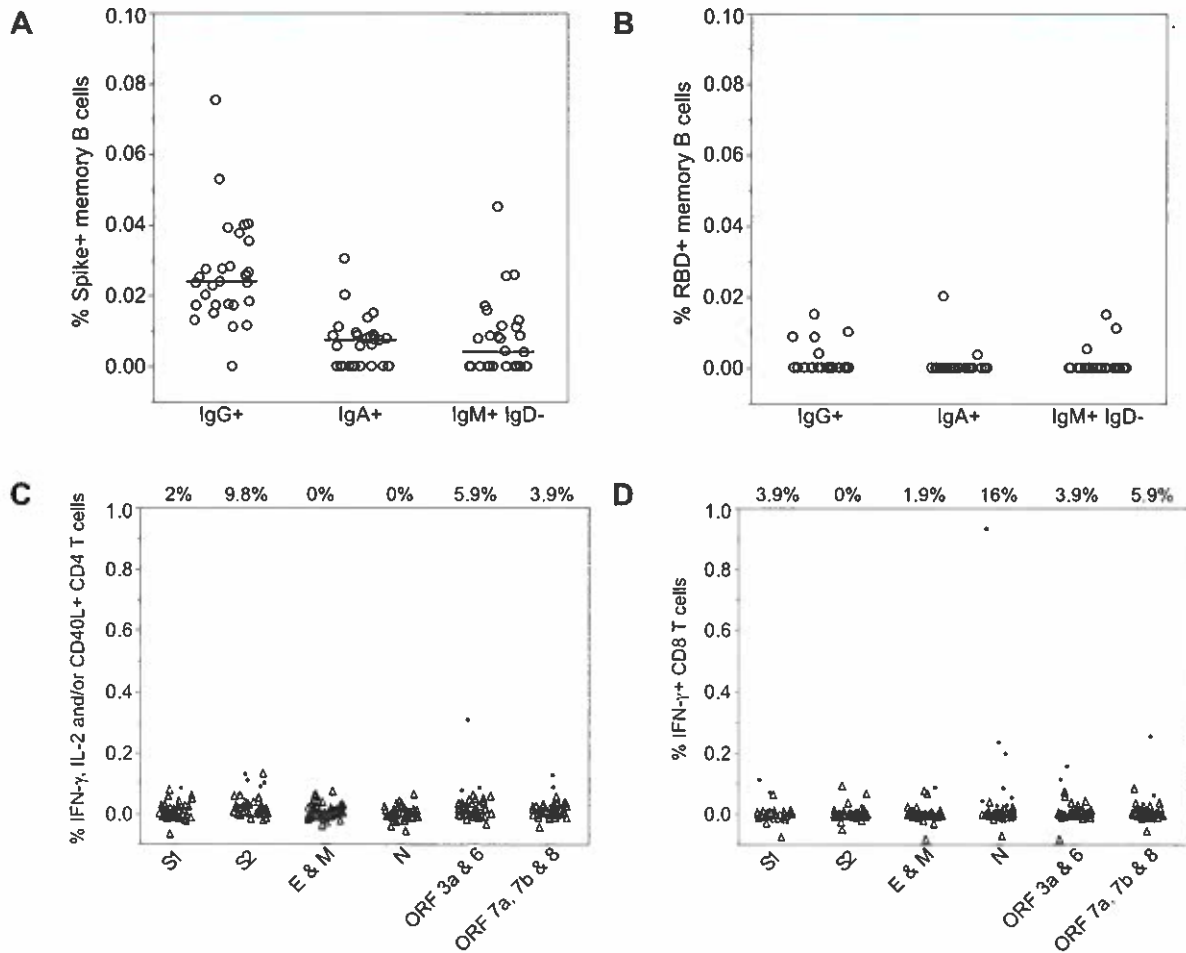 A
% Spike+ memory B cells
0.10
0.08
0.06
0.04
0.02
0.00
IgG+ IgA+ IgM+ IgD-
B
% RBD+ memory B cells
0.10
0.08
0.06
0.04
0.02
0.00
IgG+ IgA+ IgM+ IgD-
C
2% 9.8% 0% 0% 5.9% 3.9%
% IFN-γ, IL-2 and/or CD40L+ CD4 T cells
1.0
0.8
0.6
0.4
0.2
0.0
S1 S2 E & M N ORF 3a & 6 ORF 7a, 7b & 8
D
3.9% 0% 1.9% 16% 3.9% 5.9%
% IFN-γ+ CD8 T cells
1.0
0.8
0.6
0.4
0.2
0.0
S1 S2 E & M N ORF 3a & 6 ORF 7a, 7b & 8